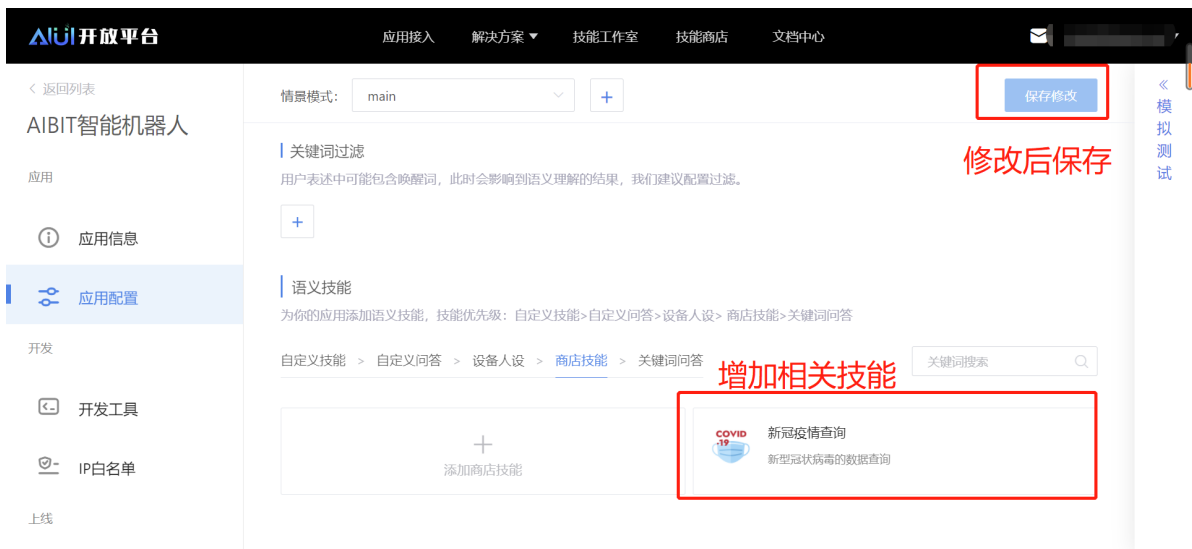 AIUI开放平台
应用接入 解决方案 技能工作室 技能商店 文档中心
< 返回列表
AIBIT智能机器人
应用
应用信息
应用配置
开发
开发工具
IP白名单
上线
情景模式： main
+
保存修改
修改后保存
关键词过滤
用户表述中可能包含唤醒词，此时会影响到语义理解的结果，我们建议配置过滤。
+
语义技能
为你的应用添加语义技能，技能优先级：自定义技能>自定义问答>设备人设> 商店技能>关键词问答
自定义技能 > 自定义问答 > 设备人设 > 商店技能 > 关键词问答
关键词搜索
增加相关技能
+
添加商店技能
COVID
-19
新冠疫情查询
新型冠状病毒的数据查询
«
模
拟
测
试